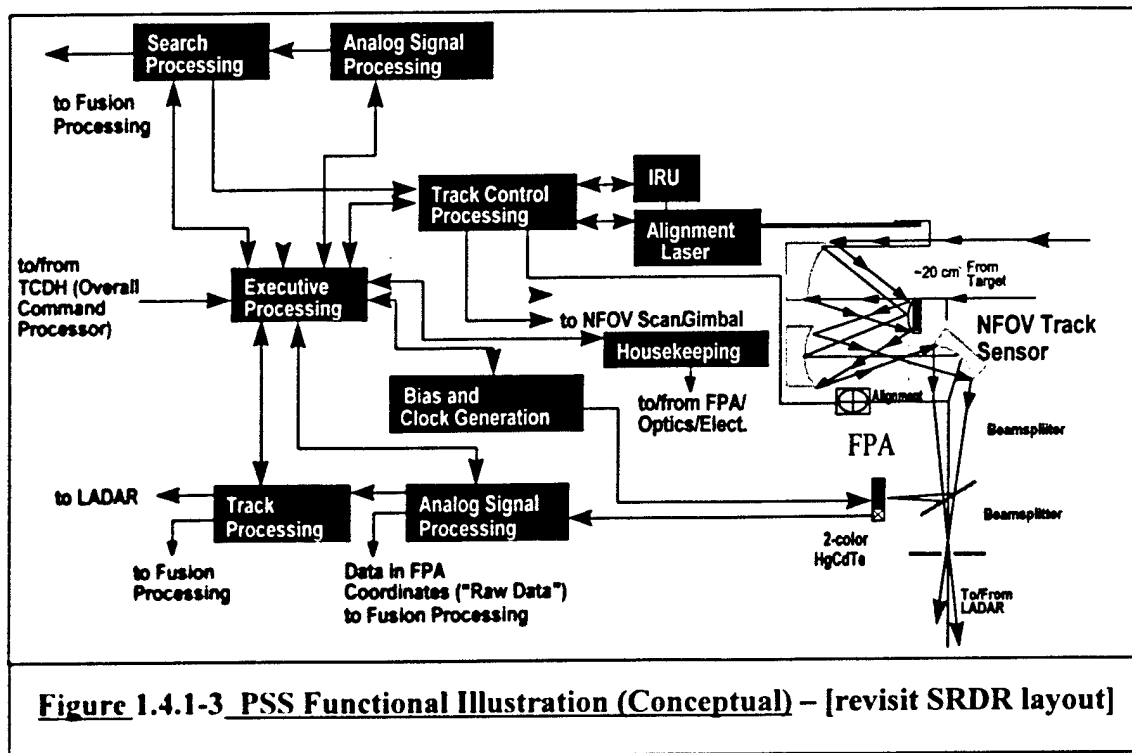 Search
Processing
Analog Signal
Processing
to Fusion
Processing
Track Control
Processing
IRU
Alignment
Laser
~20 cm
From
Target
to/from
TCDH (Overall
Command
Processor)
Executive
Processing
to NFOV Scan/Gimbal
Housekeeping
NFOV Track
Sensor
Bias and
Clock Generation
to/from FPA/
Optics/Elect.
Alignment
FPA
Beamsplitter
to LADAR
Track
Processing
Analog Signal
Processing
Beamsplitter
2-color
HgCdTe
to Fusion
Processing
Data in FPA
Coordinates ("Raw Data")
to Fusion Processing
To/From
LADAR
Figure 1.4.1-3 PSS Functional Illustration (Conceptual) – [revisit SRDR layout]